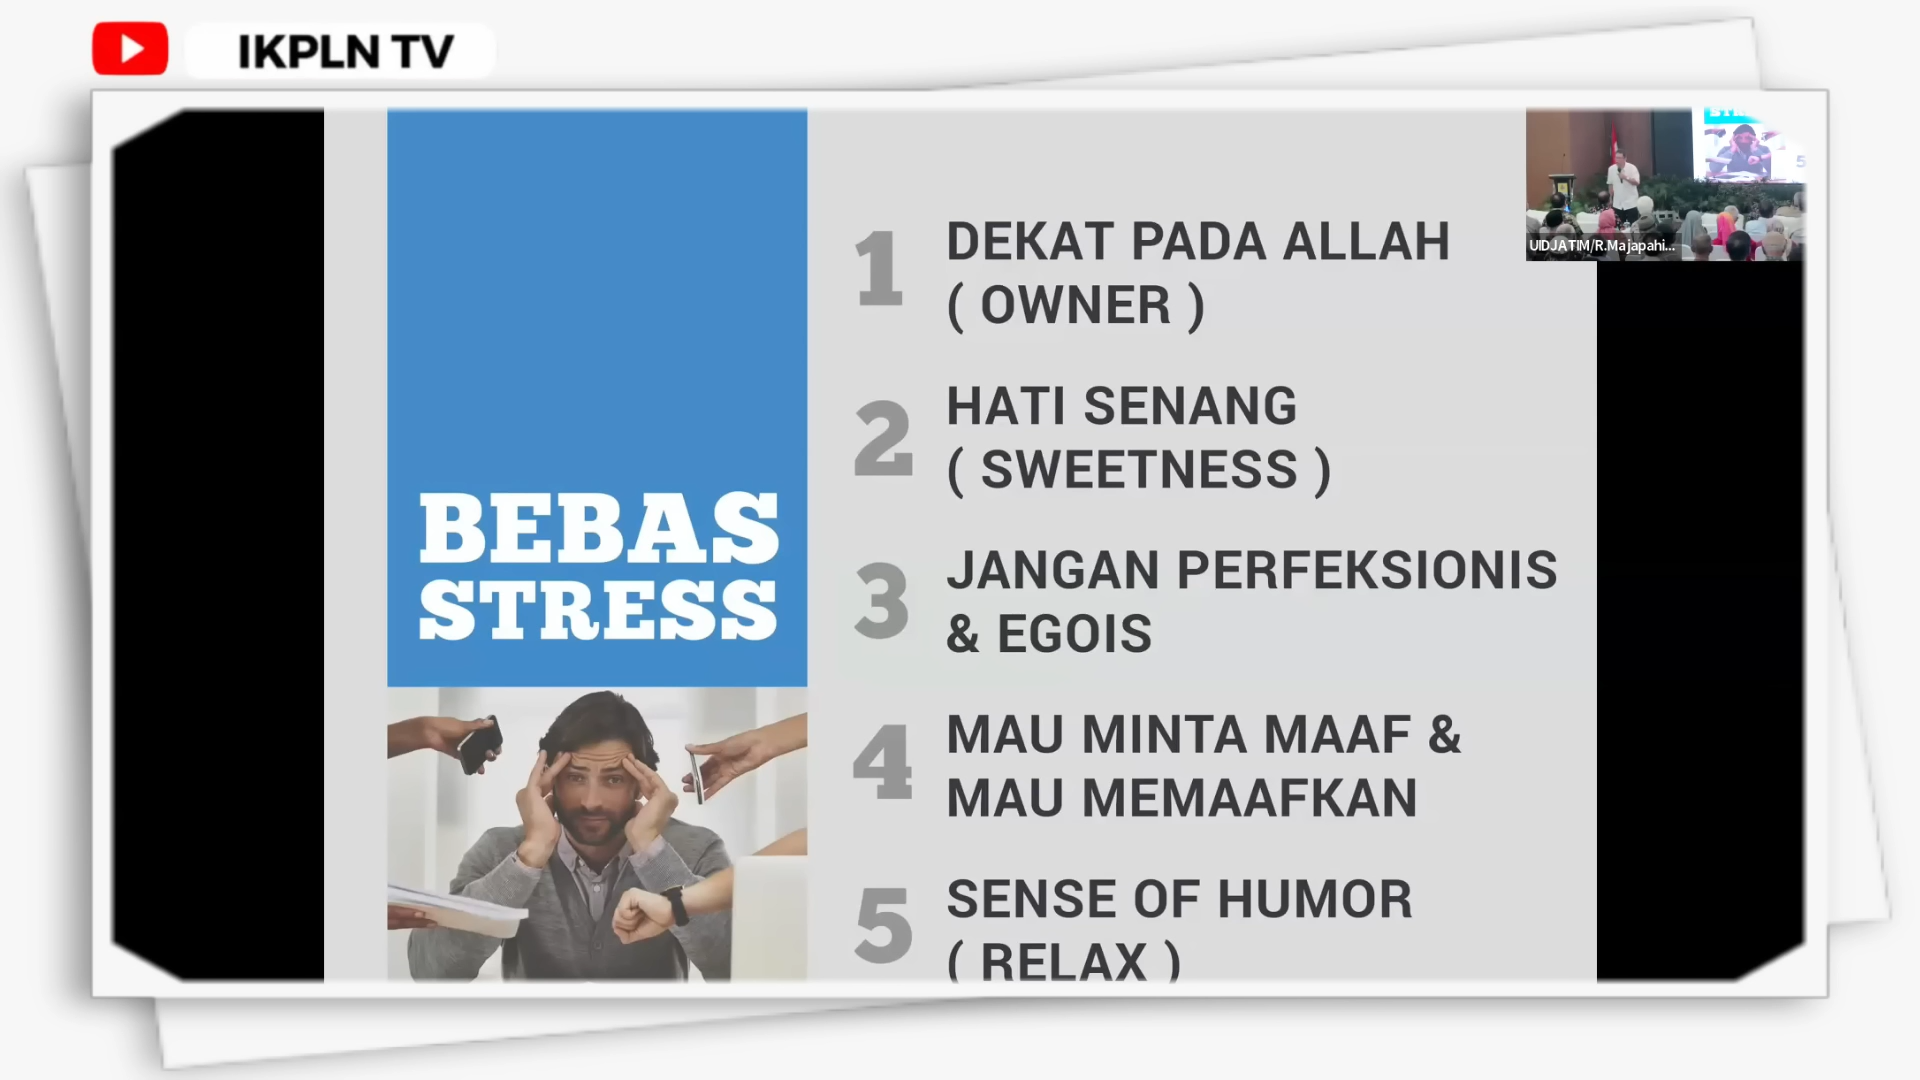 IKPLN TV
BEBAS
STRESS
1
DEKAT PADA ALLAH
( OWNER )
2
HATI SENANG
( SWEETNESS )
3
JANGAN PERFEKSIONIS
& EGOIS
4
MAU MINTA MAAF &
MAU MEMAAFKAN
5
SENSE OF HUMOR
( RELAX )
UIDJATIM/R.Majapahi...